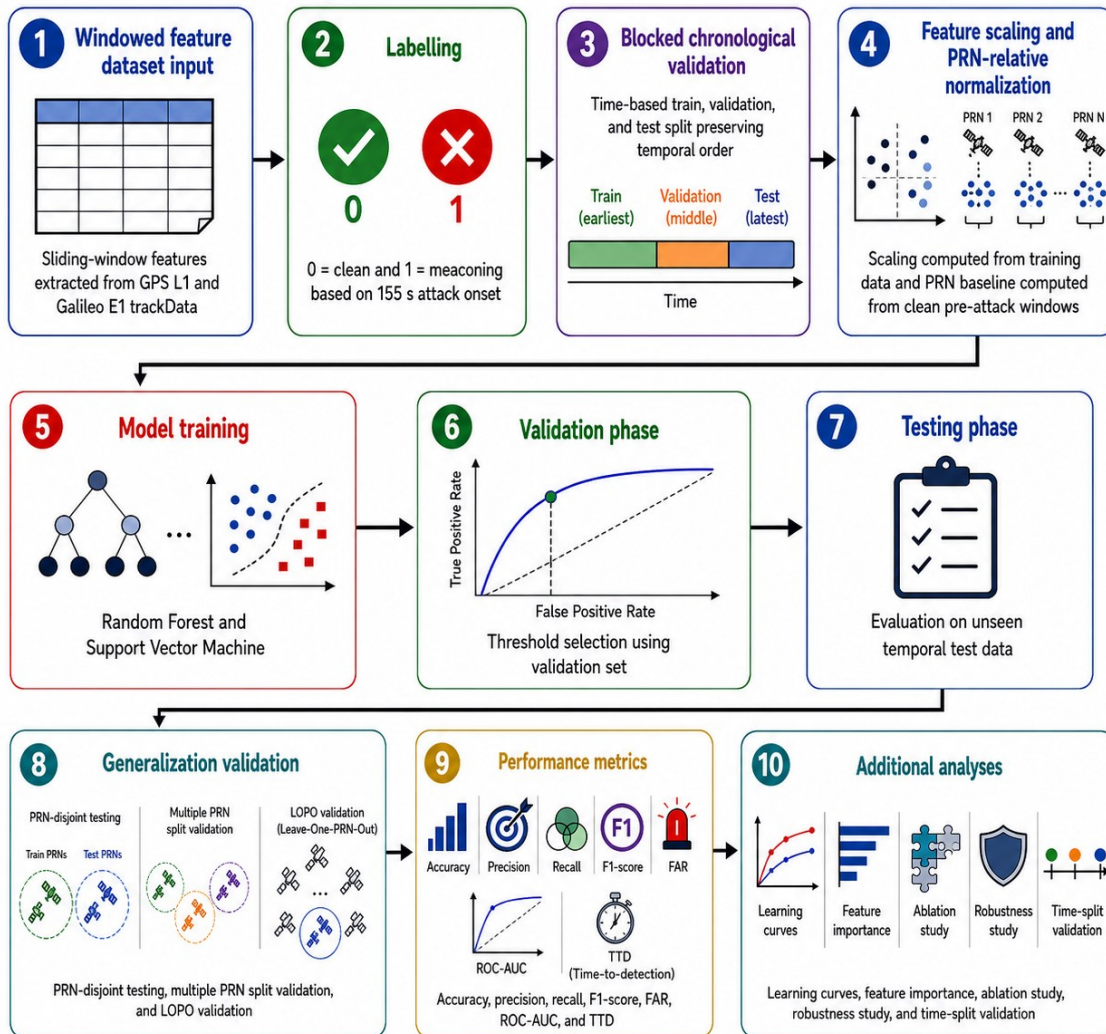 1
Windowed feature
dataset input
Sliding-window features
extracted from GPS L1 and
Galileo E1 trackData
2
Labelling
0
1
0 = clean and 1 = meaconing
based on 155 s attack onset
3
Blocked chronological
validation
Time-based train, validation,
and test split preserving
temporal order
Train
(earliest)
Validation
(middle)
Test
(latest)
Time
4
Feature scaling and
PRN-relative
normalization
PRN 1
PRN 2
PRN N
...
Scaling computed from training
data and PRN baseline computed
from clean pre-attack windows
5
Model training
...
Random Forest and
Support Vector Machine
6
Validation phase
True Positive Rate
False Positive Rate
Threshold selection using
validation set
7
Testing phase
Evaluation on unseen
temporal test data
8
Generalization validation
PRN-disjoint testing
Train PRNs
Test PRNs
Multiple PRN
split validation
LOPO validation
(Leave-One-PRN-Out)
...
PRN-disjoint testing, multiple PRN split validation,
and LOPO validation
9
Performance metrics
Accuracy
Precision
Recall
F1
F1-score
FAR
ROC-AUC
TTD
(Time-to-detection)
Accuracy, precision, recall, F1-score, FAR,
ROC-AUC, and TTD
10
Additional analyses
Learning
curves
Feature
importance
Ablation
study
Robustness
study
Time-split
validation
Learning curves, feature importance, ablation study,
robustness study, and time-split validation